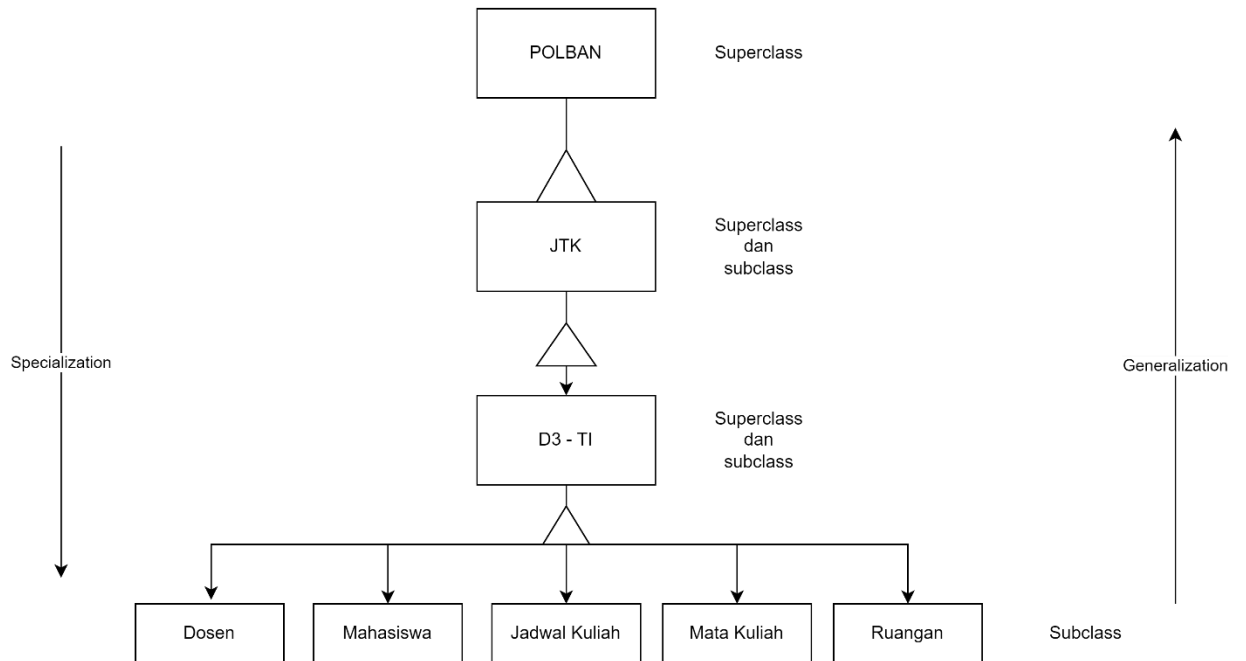 POLBAN
Superclass
JTK
Superclass
dan
subclass
Specialization
Generalization
D3 - TI
Superclass
dan
subclass
Dosen
Mahasiswa
Jadwal Kuliah
Mata Kuliah
Ruangan
Subclass